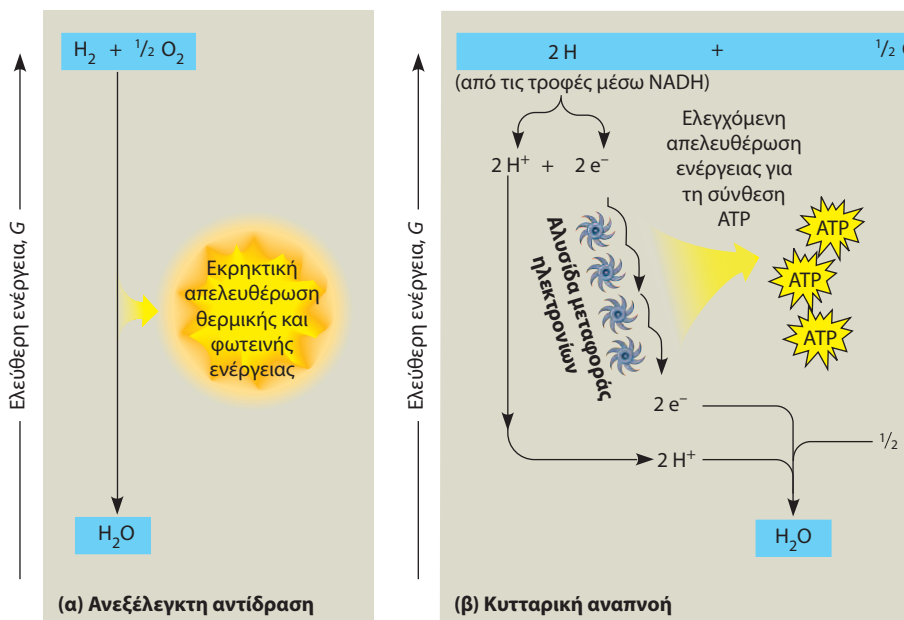 Ελεύθερη ενέργεια, G
H₂ + ½ O₂
Εκρηκτική
απελευθέρωση
θερμικής και
φωτεινής
ενέργειας
H₂O
(α) Ανεξέλεγκτη αντίδραση
Ελεύθερη ενέργεια, G
2 H + ½
(από τις τροφές μέσω NADH)
2 H⁺ + 2 e⁻
Ελεγχόμενη
απελευθέρωση
ενέργειας για
τη σύνθεση
ATP
Αλυσίδα μεταφοράς
ηλεκτρονίων
ATP
ATP
ATP
2 e⁻
½
2 H⁺
H₂O
(β) Κυτταρική αναπνοή